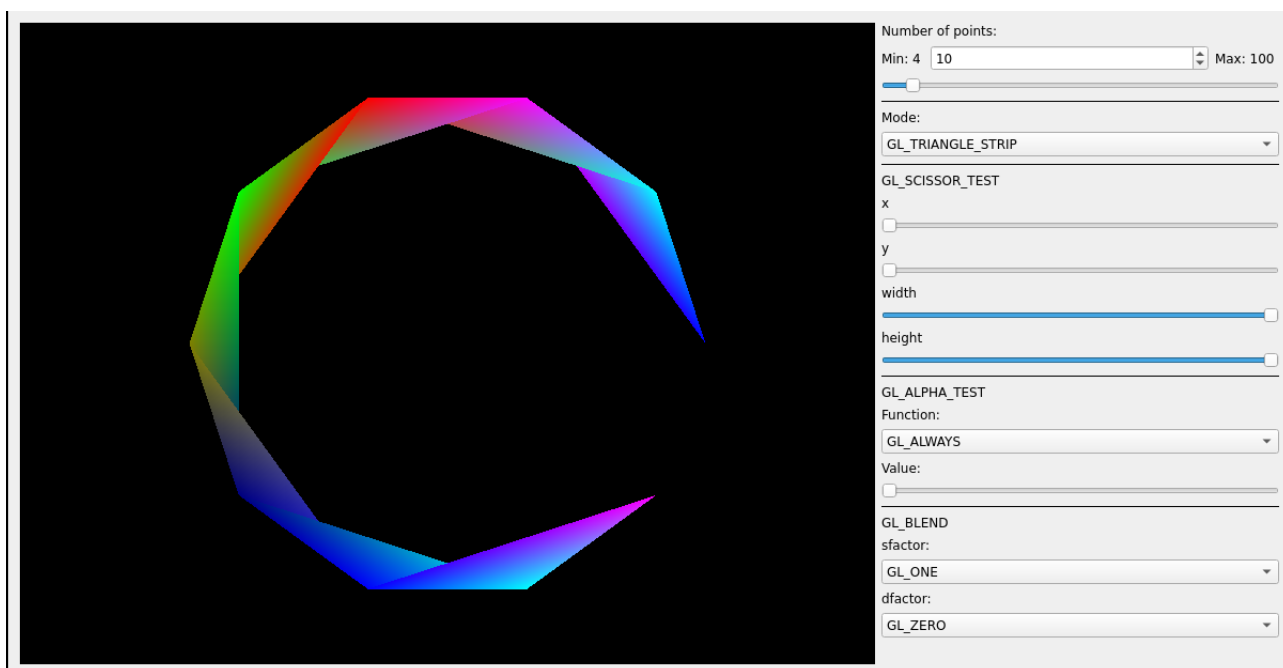 Number of points:
Min: 4 10 Max: 100
Mode:
GL_TRIANGLE_STRIP
GL_SCISSOR_TEST
x
y
width
height
GL_ALPHA_TEST
Function:
GL_ALWAYS
Value:
GL_BLEND
sfactor:
GL_ONE
dfactor:
GL_ZERO